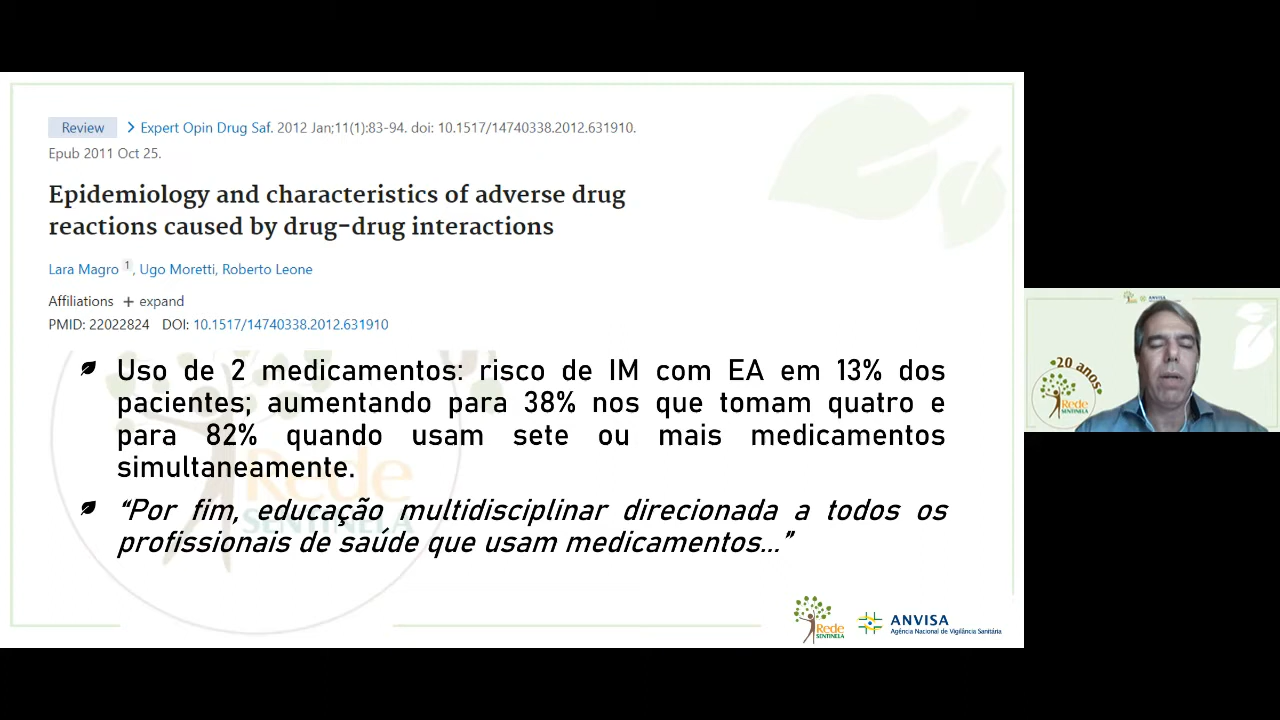 Review > Expert Opin Drug Saf. 2012 Jan;11(1):83-94. doi: 10.1517/14740338.2012.631910.
Epub 2011 Oct 25.
Epidemiology and characteristics of adverse drug
reactions caused by drug-drug interactions
Lara Magro 1, Ugo Moretti, Roberto Leone
Affiliations + expand
PMID: 22022824 DOI: 10.1517/14740338.2012.631910
Uso de 2 medicamentos: risco de IM com EA em 13% dos
pacientes; aumentando para 38% nos que tomam quatro e
para 82% quando usam sete ou mais medicamentos
simultaneamente.
“Por fim, educação multidisciplinar direcionada a todos os
profissionais de saúde que usam medicamentos...”
Rede
SENTINELA
Rede
SENTINELA
ANVISA
Agência Nacional de Vigilância Sanitária
ANVISA
20 anos
Rede
SENTINELA